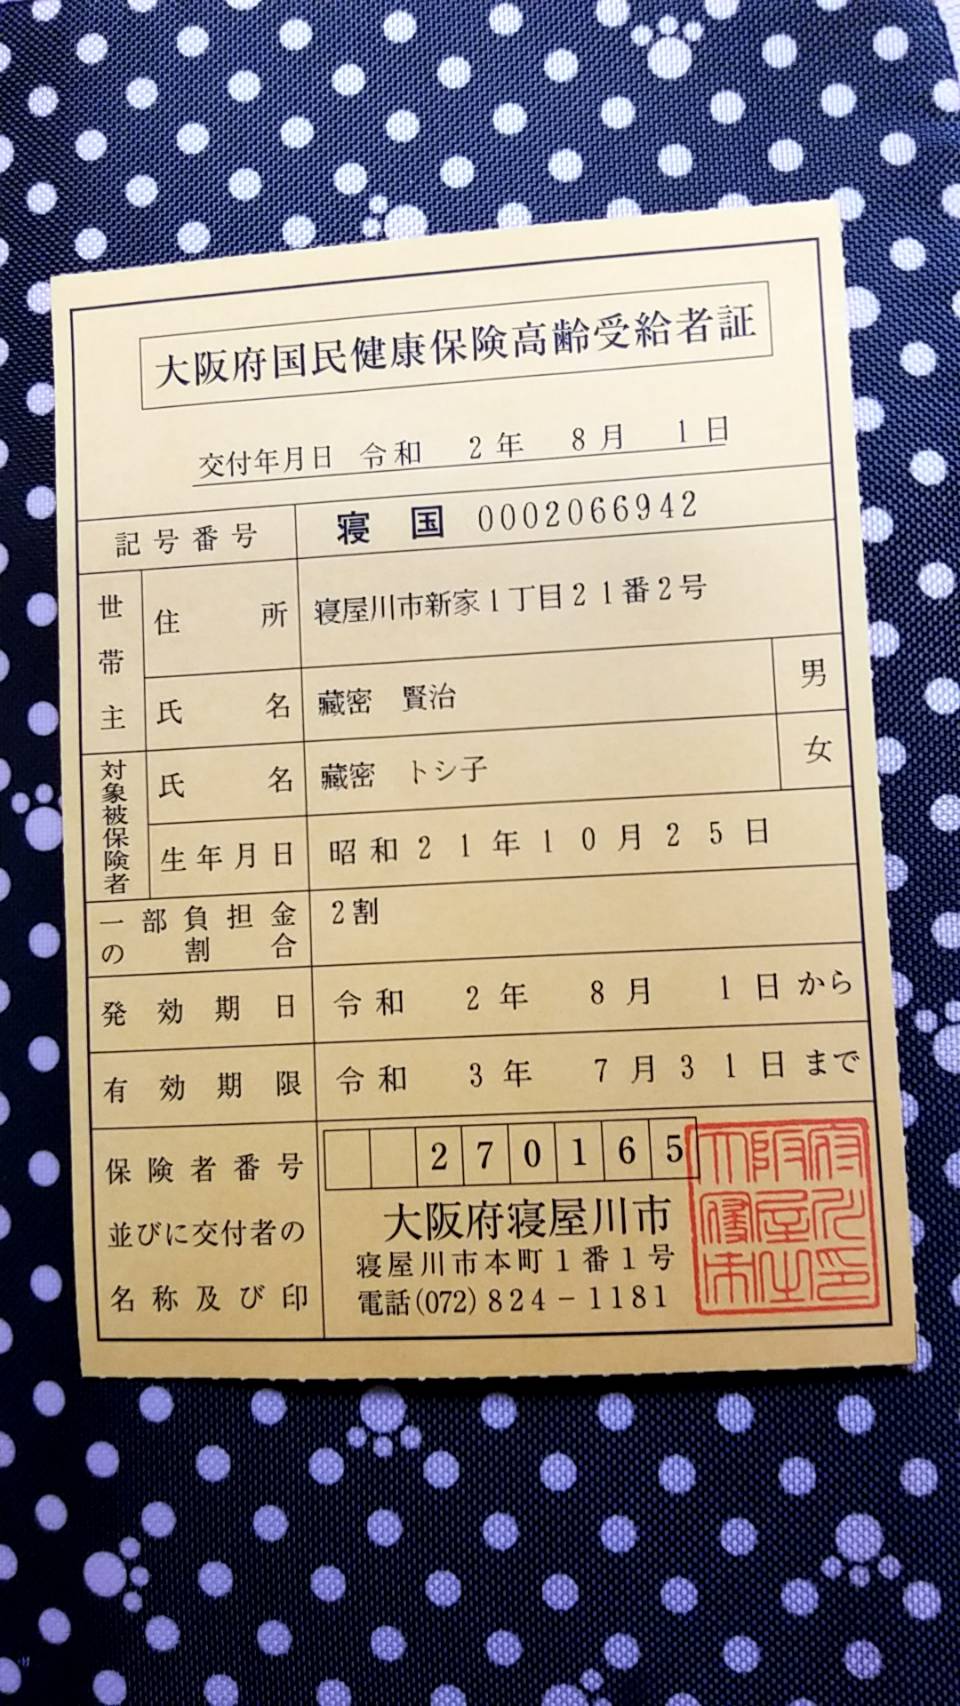 大阪府国民健康保険高齢受給者証
交付年月日 令和 2年 8月 1日
記号番号 寝 国 0002066942
世帯主
住所 寝屋川市新家1丁目21番2号
氏名 藏密 賢治 男
対象被保険者
氏名 藏密 トシ子 女
生年月日 昭和21年10月25日
一部負担金の割合 2割
発効期日 令和 2年 8月 1日から
有効期限 令和 3年 7月31日まで
保険者番号 270165
並びに交付者の 大阪府寝屋川市
名称及び印 寝屋川市本町1番1号
電話(072)824-1181